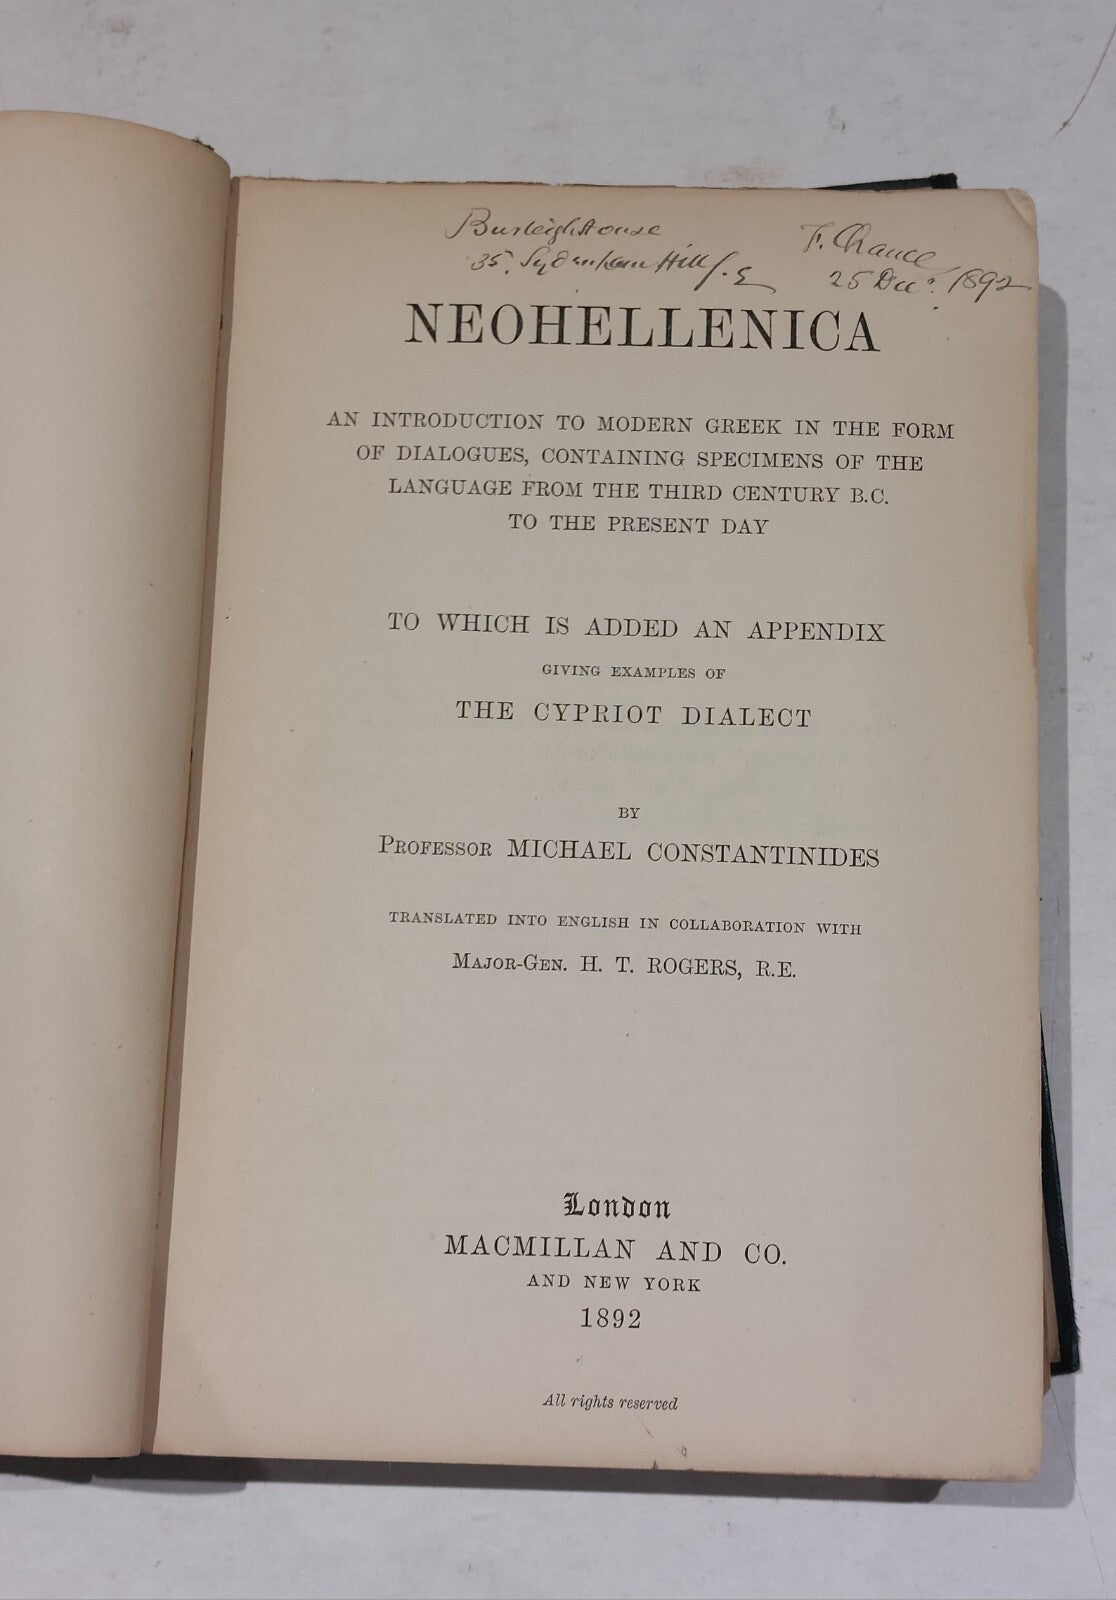 Burleigh House
35, Sydenham Hill S.E
F. Chance
25 Decr. 1892
NEOHELLENICA
AN INTRODUCTION TO MODERN GREEK IN THE FORM
OF DIALOGUES, CONTAINING SPECIMENS OF THE
LANGUAGE FROM THE THIRD CENTURY B.C.
TO THE PRESENT DAY
TO WHICH IS ADDED AN APPENDIX
GIVING EXAMPLES OF
THE CYPRIOT DIALECT
BY
PROFESSOR MICHAEL CONSTANTINIDES
TRANSLATED INTO ENGLISH IN COLLABORATION WITH
MAJOR-GEN. H. T. ROGERS, R.E.
London
MACMILLAN AND CO.
AND NEW YORK
1892
All rights reserved